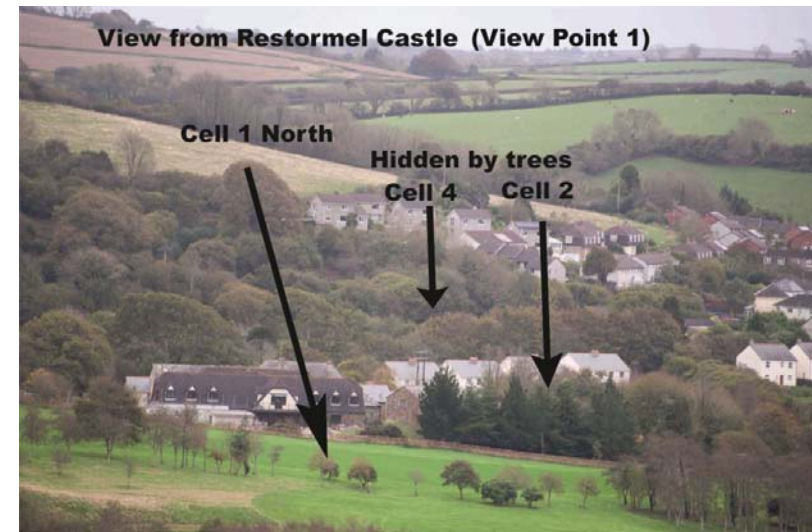 View from Restormel Castle (View Point 1)
Cell 1 North
Hidden by trees
Cell 4 Cell 2